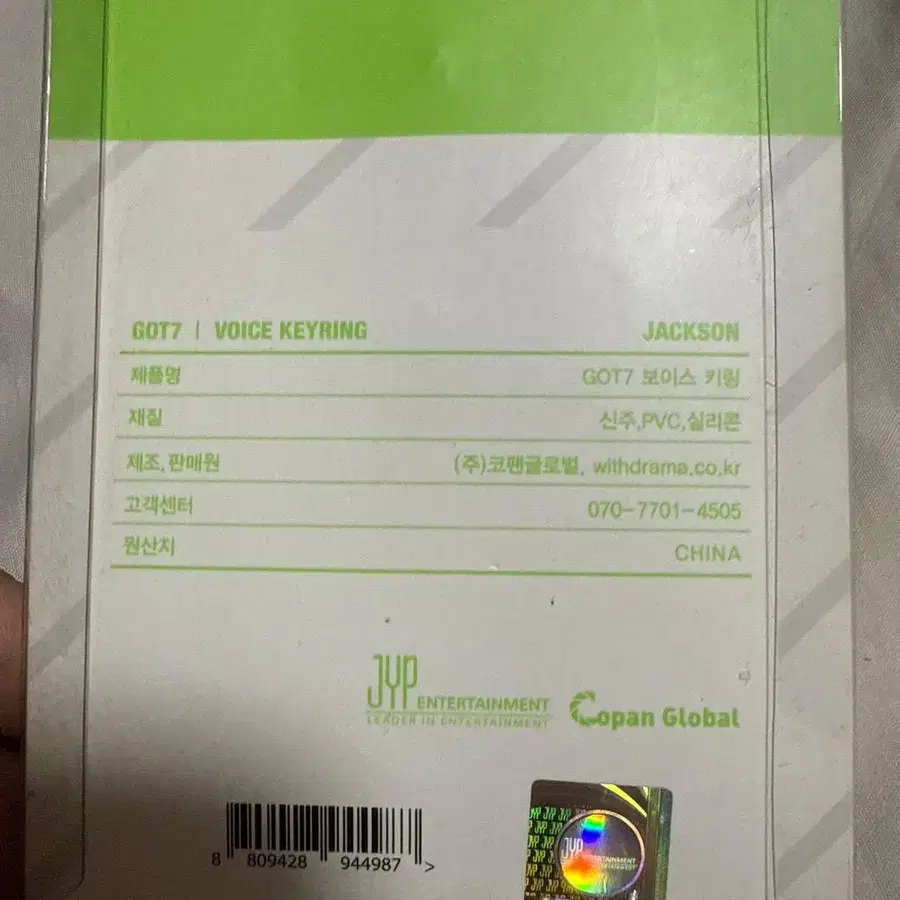 GOT7 | VOICE KEYRING JACKSON
제품명 GOT7 보이스 키링
재질 신주,PVC,실리콘
제조,판매원 (주)코팬글로벌, withdrama.co.kr
고객센터 070-7701-4505
원산지 CHINA
JYP ENTERTAINMENT
LEADER IN ENTERTAINMENT
Copan Global
8 809428 944987 >
JYP
ENTERTAINMENT